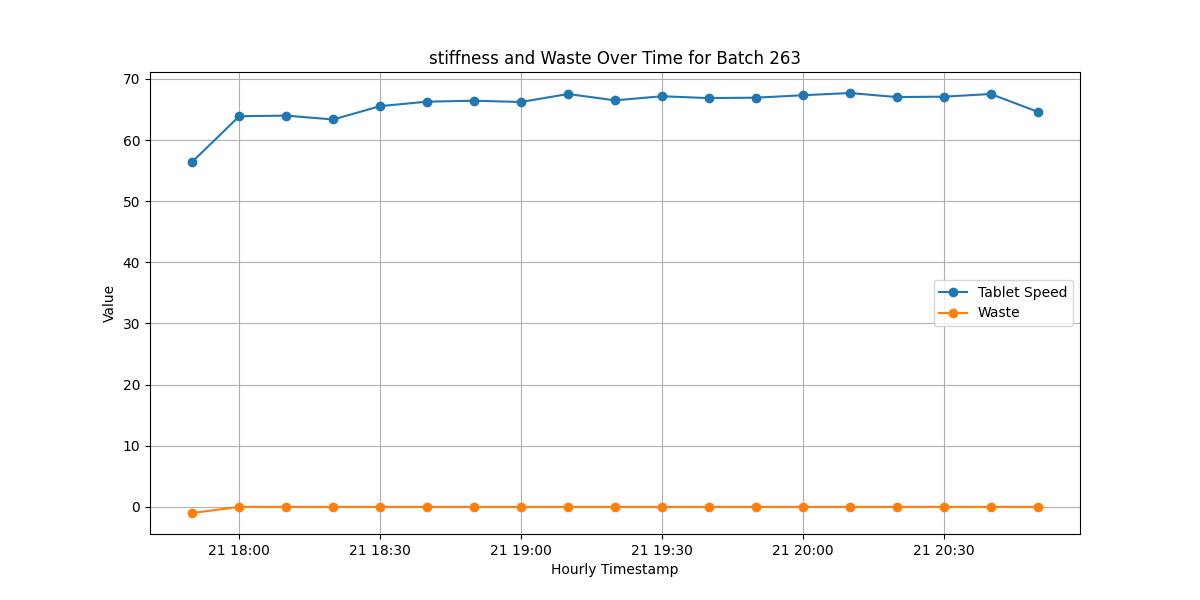 stiffness and Waste Over Time for Batch 263
70
60
50
40
30
20
10
0
Value
Tablet Speed
Waste
21 18:00 21 18:30 21 19:00 21 19:30 21 20:00 21 20:30
Hourly Timestamp